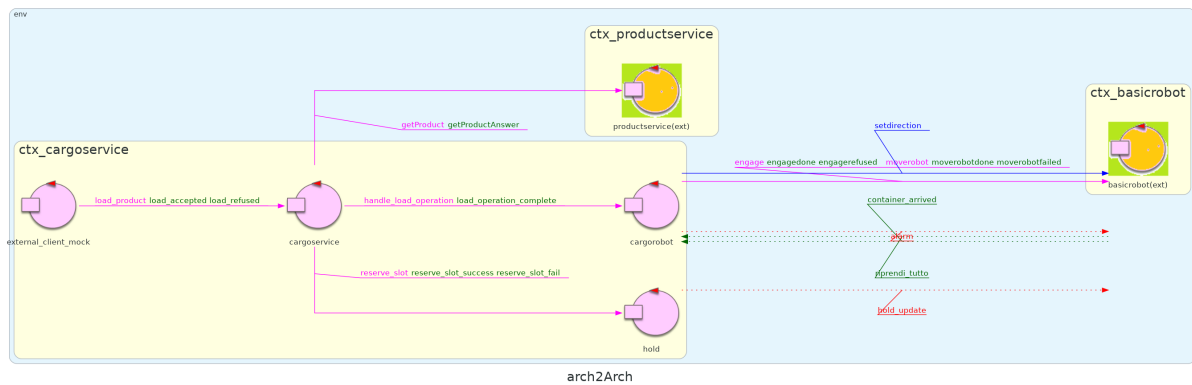 env
ctx_productservice
productservice(ext)
getProduct getProductAnswer
ctx_basicrobot
basicrobot(ext)
setdirection
engage engagedone engagerefused moverobot moverobotdone moverobotfailed
ctx_cargoservice
external_client_mock
load_product load_accepted load_refused
cargoservice
handle_load_operation load_operation_complete
cargorobot
container_arrived
alarm
riprendi_tutto
reserve_slot reserve_slot_success reserve_slot_fail
hold_update
hold
arch2Arch